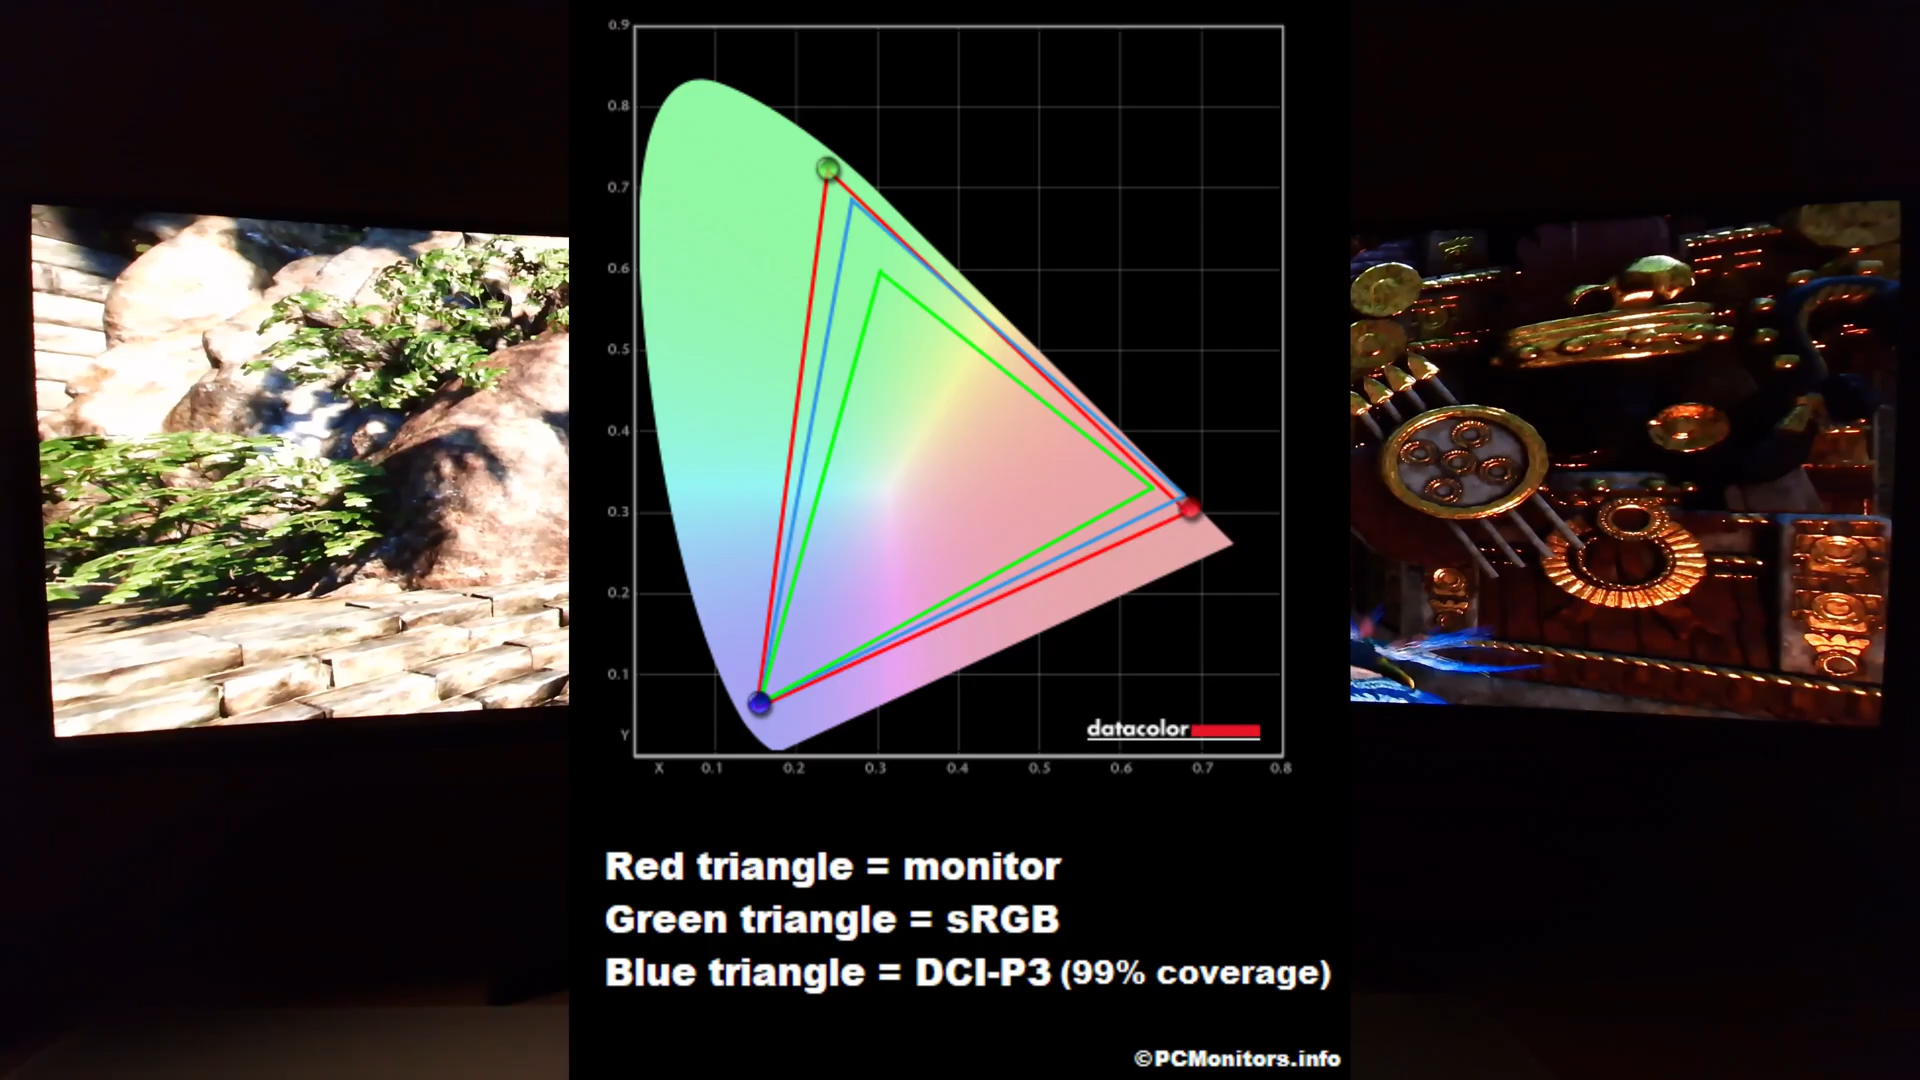 0.9
0.8
0.7
0.6
0.5
0.4
0.3
0.2
0.1
Y
X 0.1 0.2 0.3 0.4 0.5 0.6 0.7 0.8
datacolor
Red triangle = monitor
Green triangle = sRGB
Blue triangle = DCI-P3 (99% coverage)
©PCMonitors.info